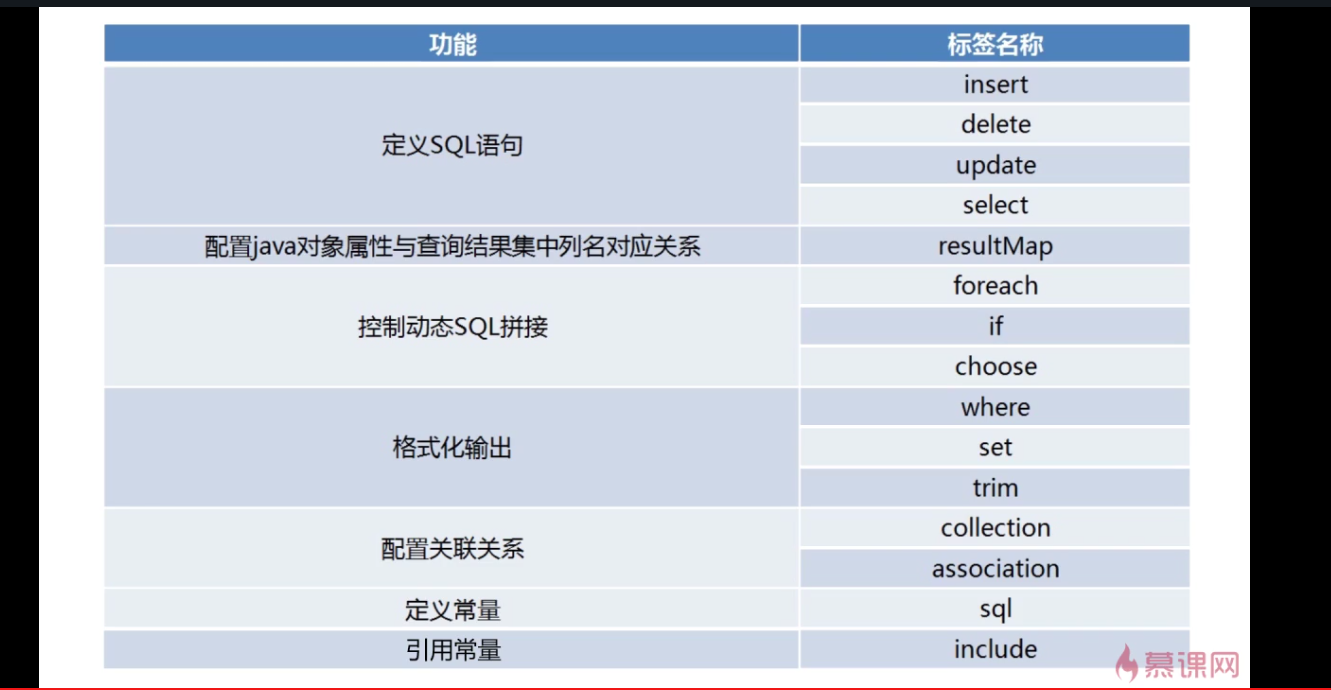 功能 标签名称
insert
delete
定义SQL语句
update
select
配置java对象属性与查询结果集中列名对应关系 resultMap
foreach
控制动态SQL拼接 if
choose
where
格式化输出 set
trim
collection
配置关联关系
association
定义常量 sql
引用常量 include
慕课网